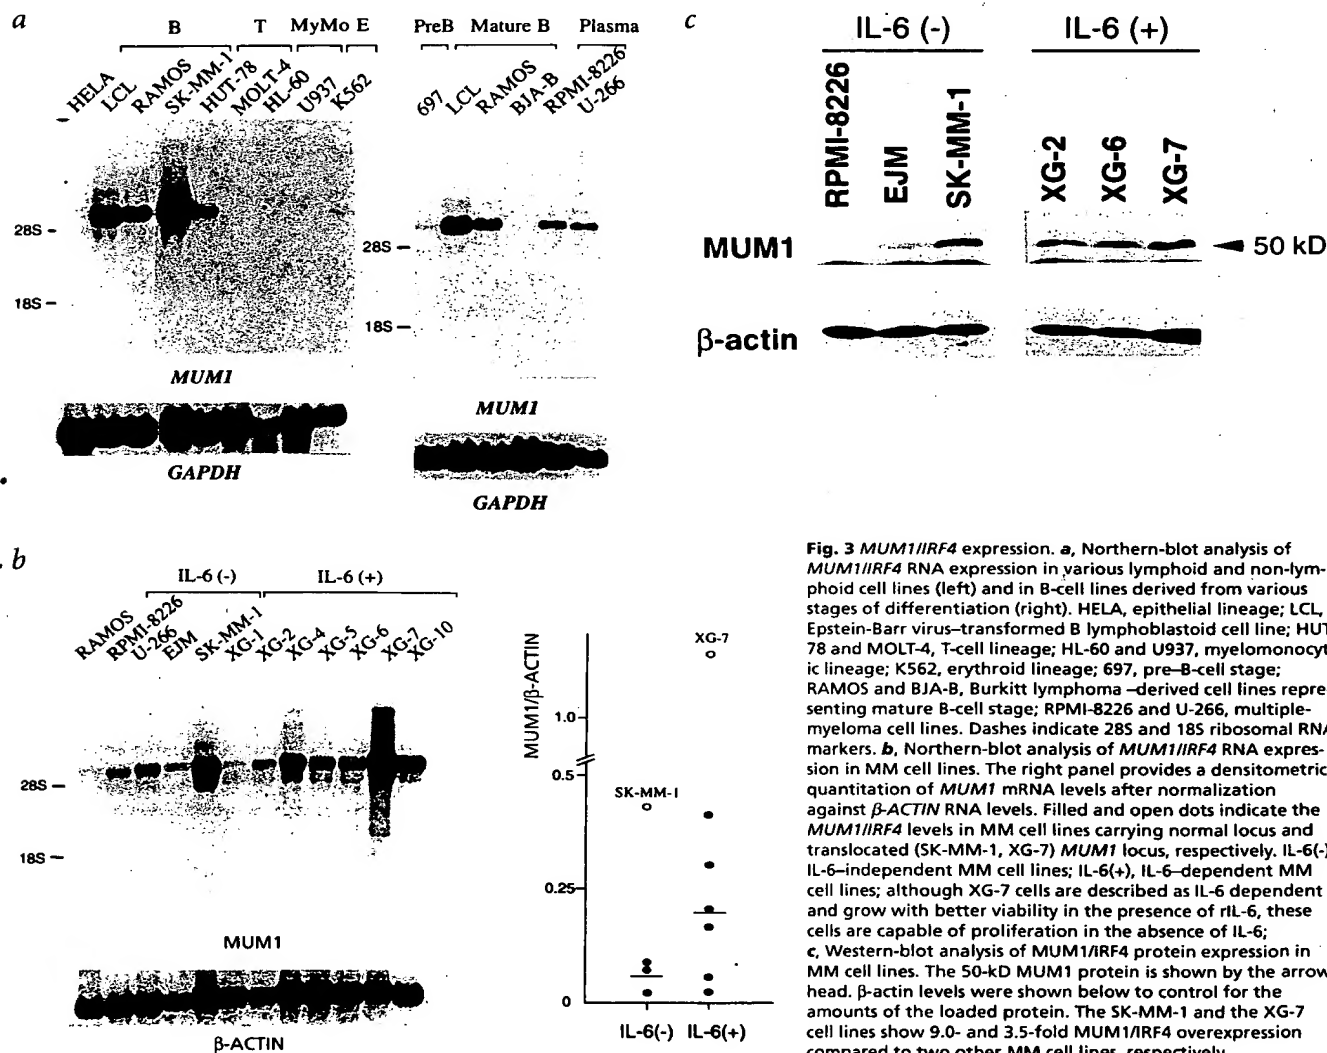 a
B T MyMo E
HELA LCL RAMOS SK-MM-1 HUT-78 MOLT-4 HL-60 U937 K562
28S
18S
MUM1
GAPDH
PreB Mature B Plasma
697 LCL RAMOS BJA-B RPMI-8226 U-266
28S
18S
MUM1
GAPDH
c
IL-6 (-) IL-6 (+)
RPMI-8226 EJM SK-MM-1 XG-2 XG-6 XG-7
MUM1 50 kD
β-actin
b
IL-6 (-) IL-6 (+)
RAMOS RPMI-8226 U-266 EJM SK-MM-1 XG-1 XG-2 XG-4 XG-5 XG-6 XG-7 XG-10
28S
18S
MUM1
β-ACTIN
MUM1/β-ACTIN
XG-7
1.0
0.5
SK-MM-1
0.25
0
IL-6(-) IL-6(+)
Fig. 3 MUM1/IRF4 expression. a, Northern-blot analysis of
MUM1/IRF4 RNA expression in various lymphoid and non-lym-
phoid cell lines (left) and in B-cell lines derived from various
stages of differentiation (right). HELA, epithelial lineage; LCL,
Epstein-Barr virus–transformed B lymphoblastoid cell line; HUT
78 and MOLT-4, T-cell lineage; HL-60 and U937, myelomonocyt
ic lineage; K562, erythroid lineage; 697, pre–B-cell stage;
RAMOS and BJA-B, Burkitt lymphoma –derived cell lines repre
senting mature B-cell stage; RPMI-8226 and U-266, multiple-
myeloma cell lines. Dashes indicate 28S and 18S ribosomal RNA
markers. b, Northern-blot analysis of MUM1/IRF4 RNA expres-
sion in MM cell lines. The right panel provides a densitometric
quantitation of MUM1 mRNA levels after normalization
against β-ACTIN RNA levels. Filled and open dots indicate the
MUM1/IRF4 levels in MM cell lines carrying normal locus and
translocated (SK-MM-1, XG-7) MUM1 locus, respectively. IL-6(-)
IL-6–independent MM cell lines; IL-6(+), IL-6–dependent MM
cell lines; although XG-7 cells are described as IL-6 dependent
and grow with better viability in the presence of rIL-6, these
cells are capable of proliferation in the absence of IL-6;
c, Western-blot analysis of MUM1/IRF4 protein expression in
MM cell lines. The 50-kD MUM1 protein is shown by the arrow
head. β-actin levels were shown below to control for the
amounts of the loaded protein. The SK-MM-1 and the XG-7
cell lines show 9.0- and 3.5-fold MUM1/IRF4 overexpression
compared to two other MM cell lines, respectively